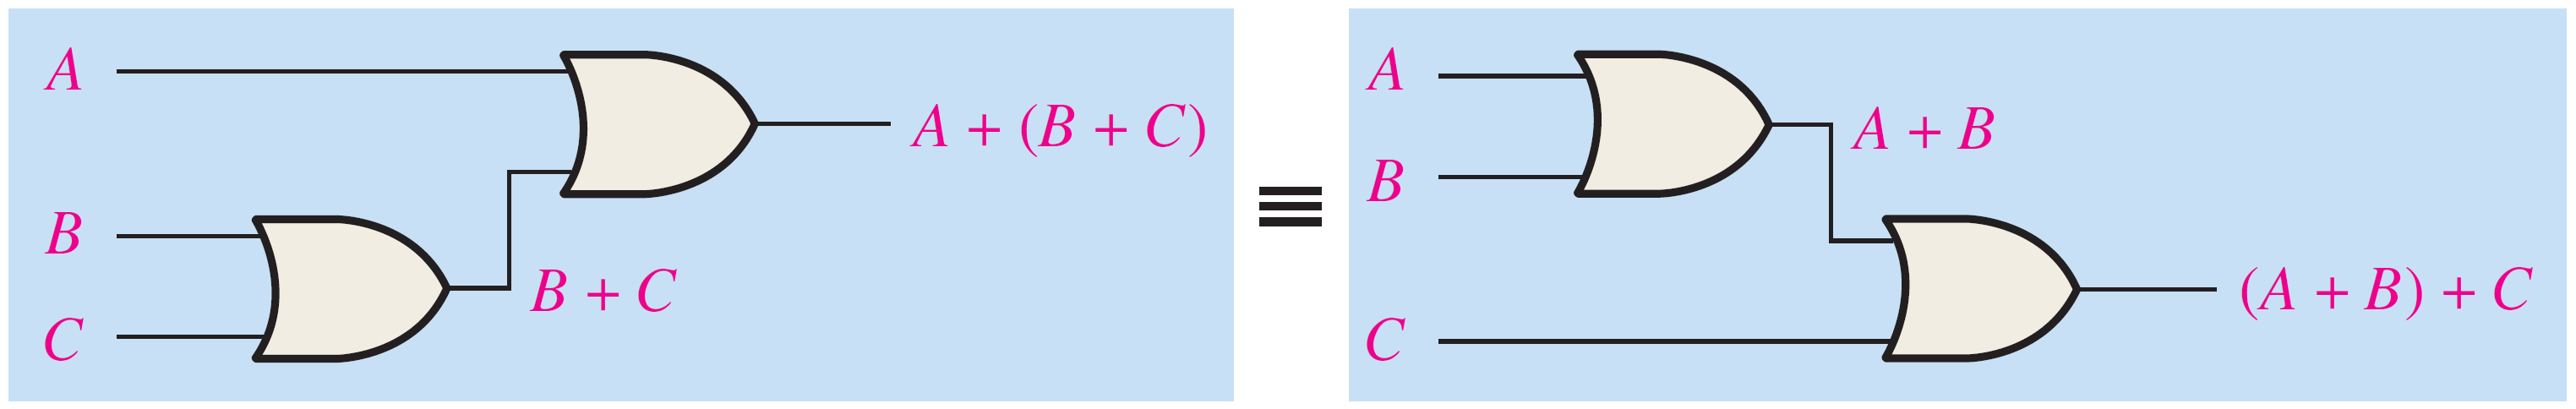 A
A + (B + C)
B
B + C
C
≡
A
A + B
B
(A + B) + C
C